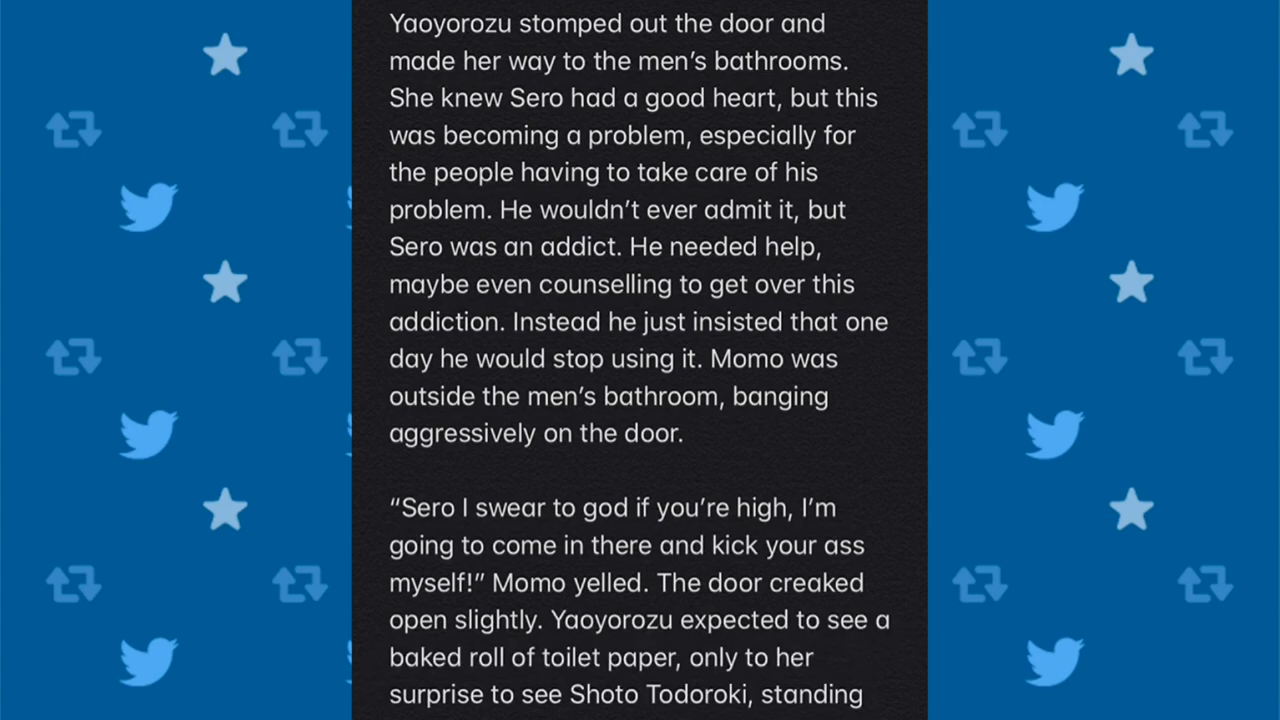 Yaoyorozu stomped out the door and
made her way to the men’s bathrooms.
She knew Sero had a good heart, but this
was becoming a problem, especially for
the people having to take care of his
problem. He wouldn’t ever admit it, but
Sero was an addict. He needed help,
maybe even counselling to get over this
addiction. Instead he just insisted that one
day he would stop using it. Momo was
outside the men’s bathroom, banging
aggressively on the door.
“Sero I swear to god if you’re high, I’m
going to come in there and kick your ass
myself!” Momo yelled. The door creaked
open slightly. Yaoyorozu expected to see a
baked roll of toilet paper, only to her
surprise to see Shoto Todoroki, standing